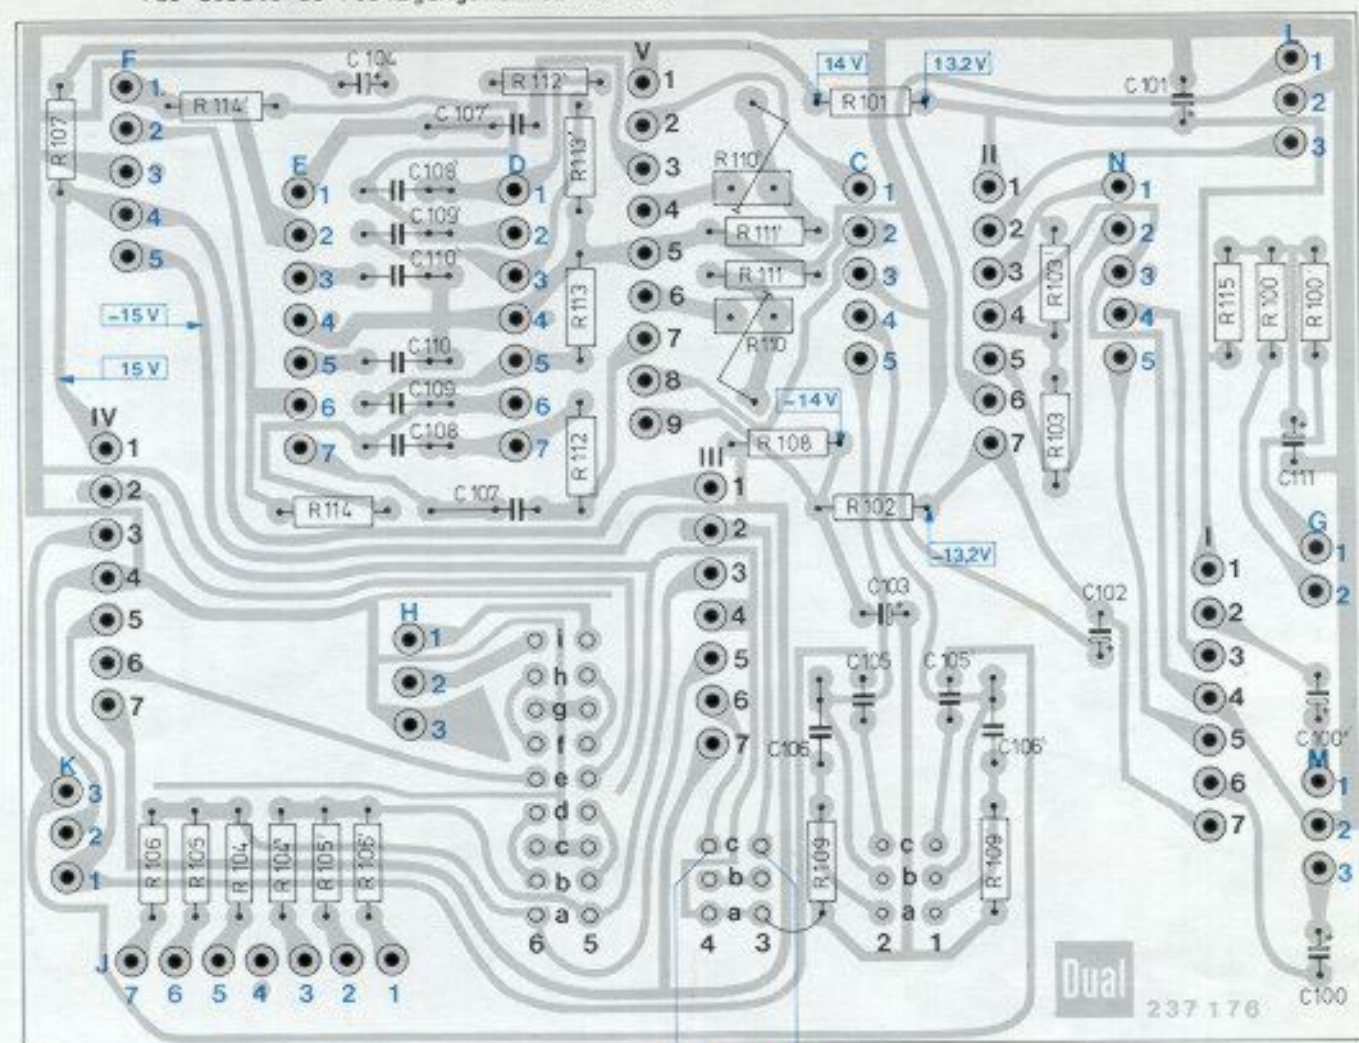 F
C 104
R 112'
V
14 V
13,2V
C 101
L
1
2
3
R 107
1
2
3
4
5
R 114'
C 107'
R 113'
1
2
3
4
5
6
7
8
9
R 101
E
1
2
3
4
5
6
7
C108'
C109'
C110'
C110
C109
C108
D
1
2
3
4
5
6
7
R 110'
R 111'
R 111
R110
C
1
2
3
4
5
II
1
2
3
4
5
6
7
N
1
2
3
4
5
R 103'
R 103
R 115
R 100
R 100'
R 113
R 112
-15 V
15 V
-14V
R 108
R 102
-13,2V
C111
G
1
2
IV
1
2
3
4
5
6
7
R 114
C 107
III
1
2
3
4
5
6
7
C103
C102
I
1
2
3
4
5
6
7
H
1
2
3
i
h
g
f
e
d
c
b
a
6 5
C105
C 105'
C106
C106'
C100'
M
1
2
3
K
3
2
1
R 106
R 105
R 104
R 104'
R 105'
R 106'
c
b
a
4 3
R 109
c
b
a
2 1
R 109'
J
7 6 5 4 3 2 1
Dual
237 176
C100